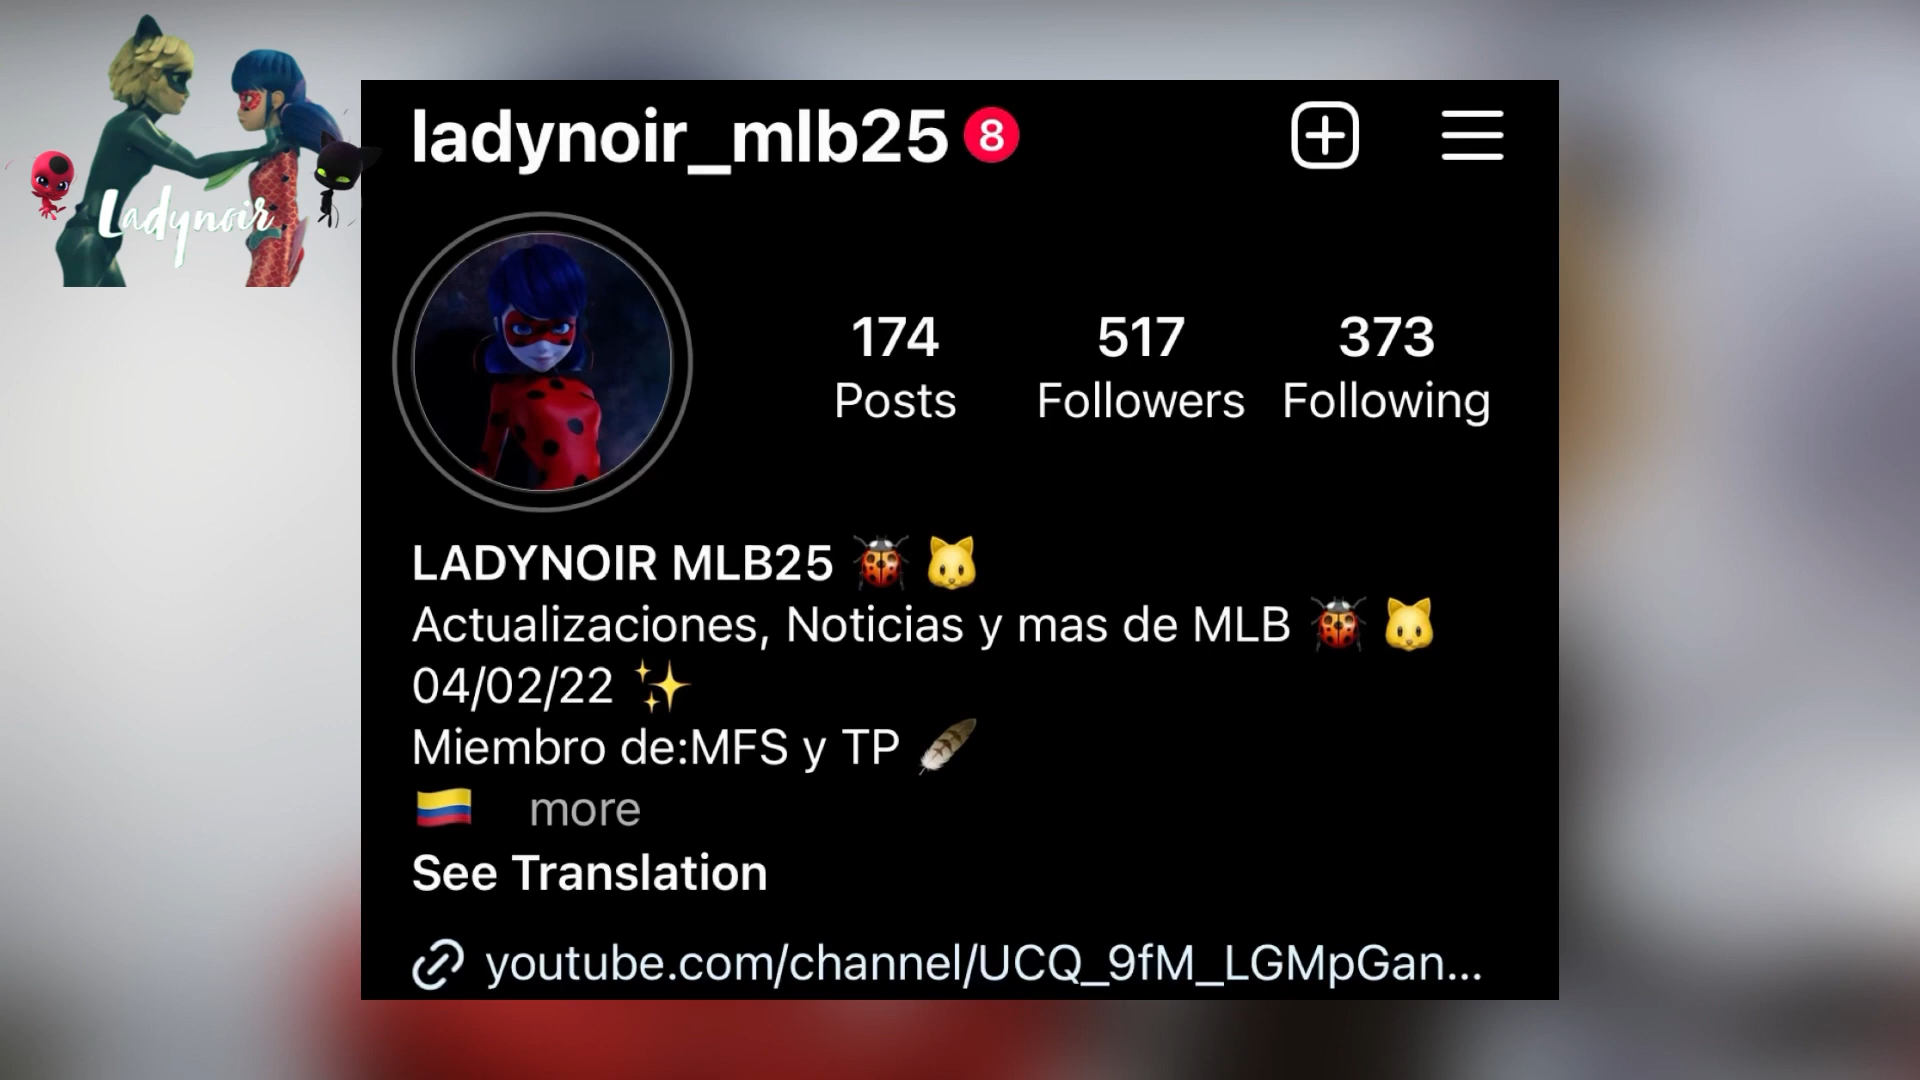 Ladynoir
ladynoir_mlb25 8
174 517 373
Posts Followers Following
LADYNOIR MLB25 🐞 🐱
Actualizaciones, Noticias y mas de MLB 🐞 🐱
04/02/22 ✨
Miembro de:MFS y TP 🪶
🇨🇴 more
See Translation
youtube.com/channel/UCQ_9fM_LGMpGan...